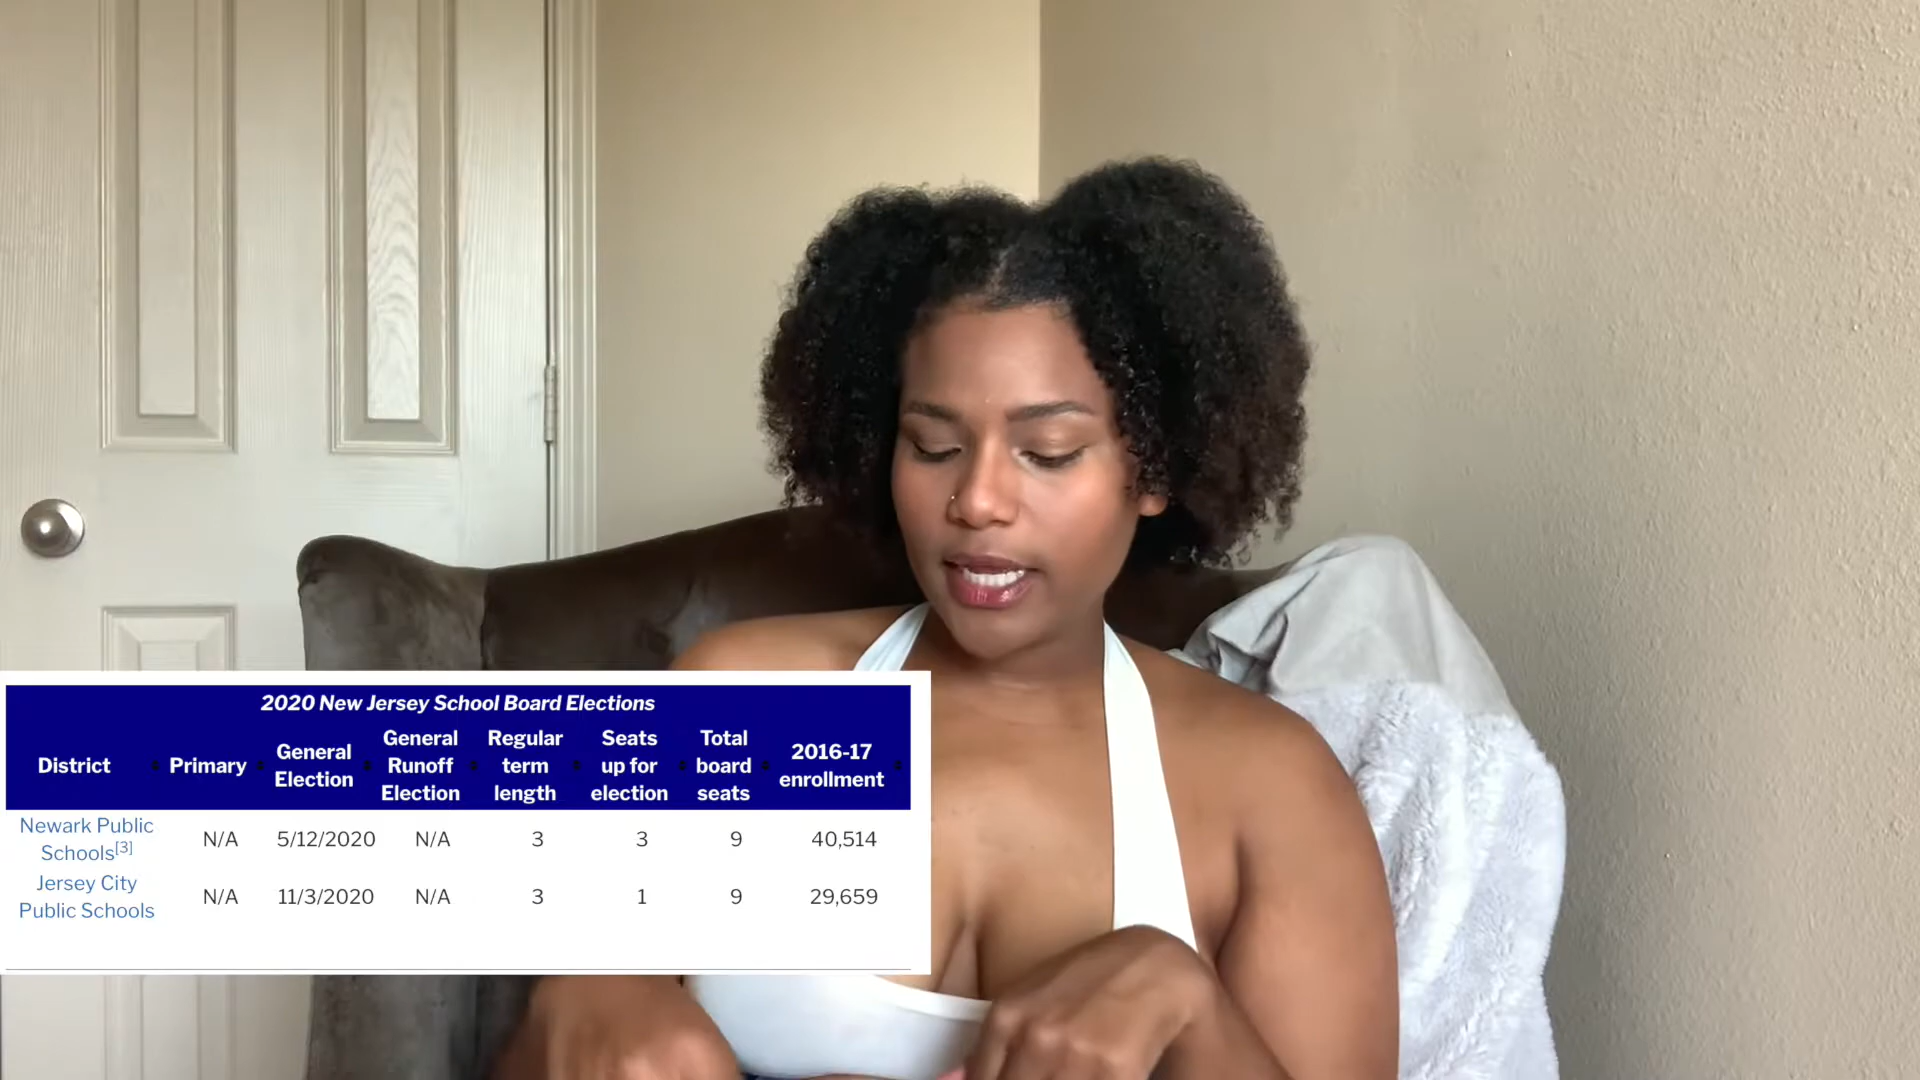 2020 New Jersey School Board Elections
District Primary General Election General Runoff Election Regular term length Seats up for election Total board seats 2016-17 enrollment
Newark Public Schools[3] N/A 5/12/2020 N/A 3 3 9 40,514
Jersey City Public Schools N/A 11/3/2020 N/A 3 1 9 29,659